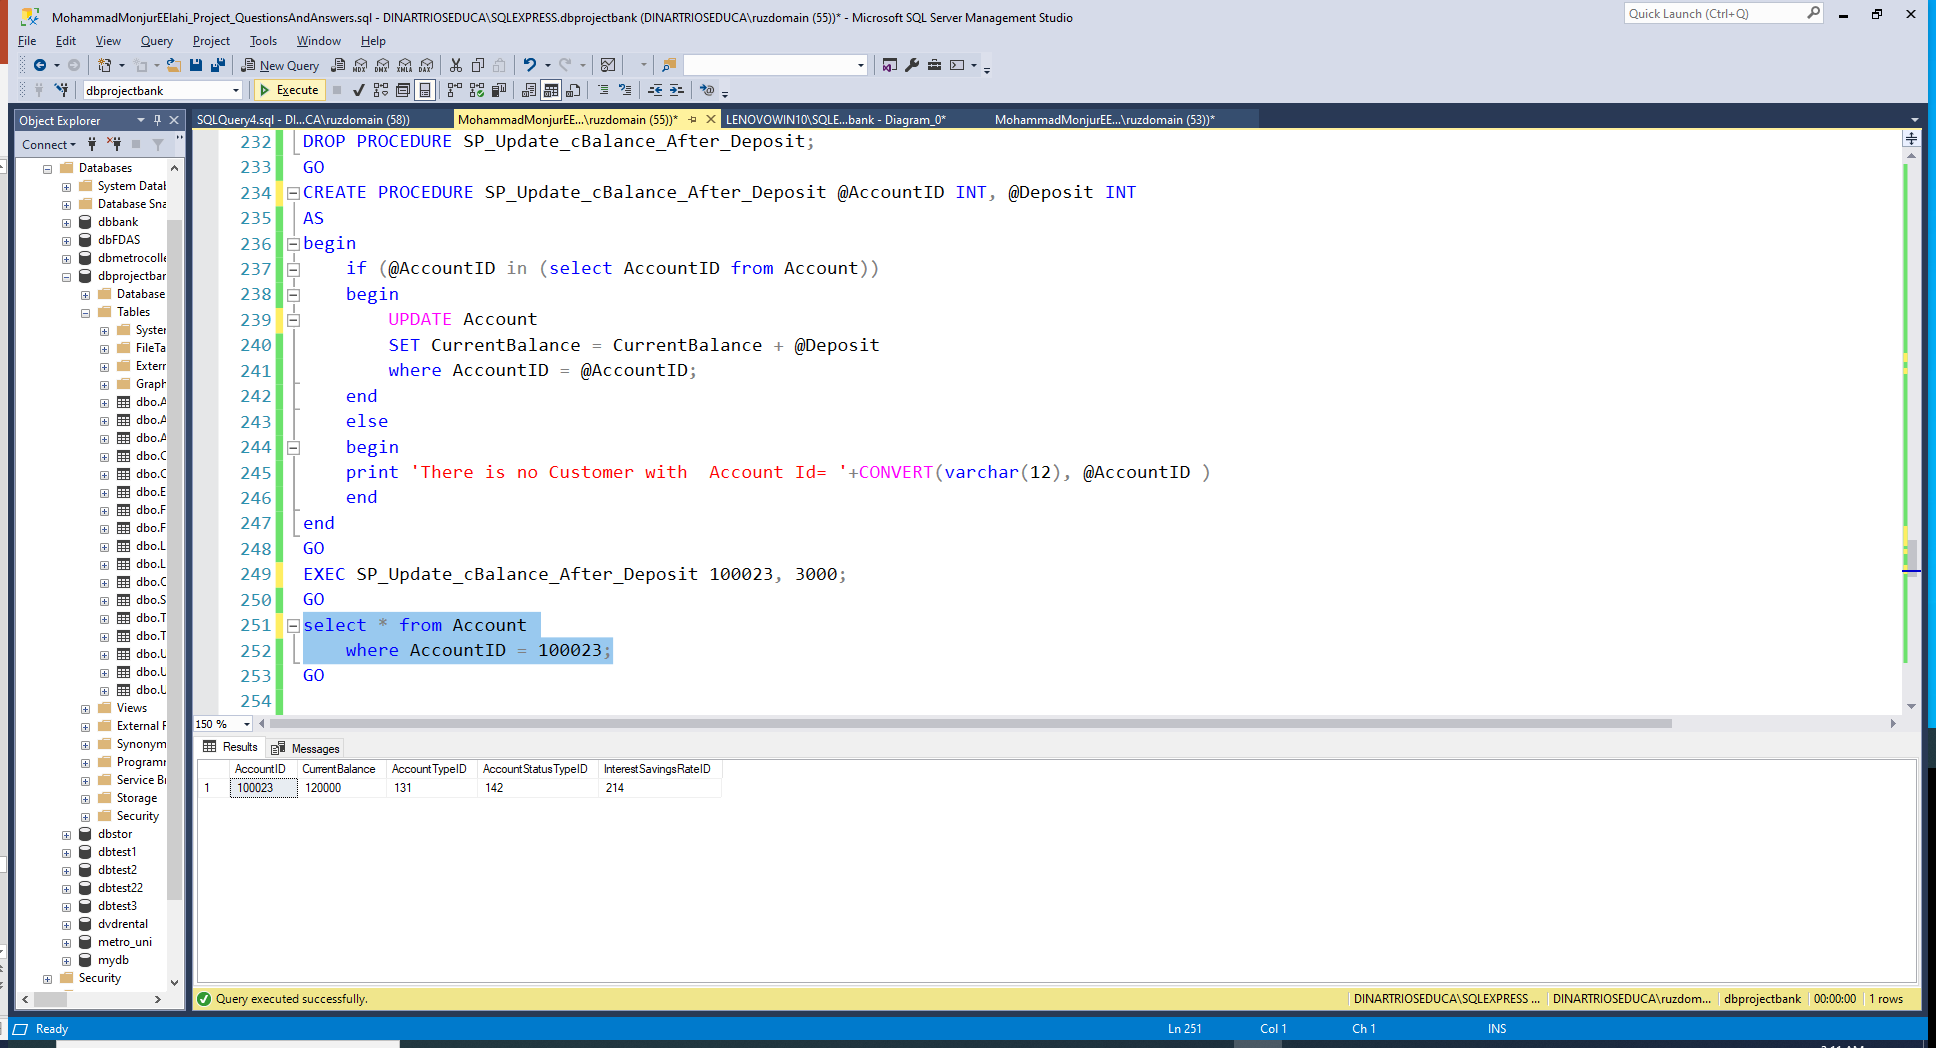 MohammadMonjurEElahi_Project_QuestionsAndAnswers.sql - DINARTRIOSEDUCA\SQLEXPRESS.dbprojectbank (DINARTRIOSEDUCA\ruzdomain (55))* - Microsoft SQL Server Management Studio
Quick Launch (Ctrl+Q)
File Edit View Query Project Tools Window Help
New Query
MDX DMX XMLA DAX
dbprojectbank
Execute
Object Explorer
SQLQuery4.sql - DI...CA\ruzdomain (58))
MohammadMonjurEE...\ruzdomain (55))*
LENOVOWIN10\SQLE...bank - Diagram_0*
MohammadMonjurEE...\ruzdomain (53))*
Connect
Databases
System Datab
Database Sna
dbbank
dbFDAS
dbmetrocolle
dbprojectban
Database
Tables
System
FileTa
Extern
Graph
dbo.A
dbo.A
dbo.A
dbo.C
dbo.C
dbo.E
dbo.F
dbo.F
dbo.L
dbo.L
dbo.C
dbo.S
dbo.T
dbo.T
dbo.U
dbo.U
dbo.U
Views
External R
Synonym
Programm
Service Br
Storage
Security
dbstor
dbtest1
dbtest2
dbtest22
dbtest3
dvdrental
metro_uni
mydb
Security
232 DROP PROCEDURE SP_Update_cBalance_After_Deposit;
233 GO
234 CREATE PROCEDURE SP_Update_cBalance_After_Deposit @AccountID INT, @Deposit INT
235 AS
236 begin
237 if (@AccountID in (select AccountID from Account))
238 begin
239 UPDATE Account
240 SET CurrentBalance = CurrentBalance + @Deposit
241 where AccountID = @AccountID;
242 end
243 else
244 begin
245 print 'There is no Customer with  Account Id= '+CONVERT(varchar(12), @AccountID )
246 end
247 end
248 GO
249 EXEC SP_Update_cBalance_After_Deposit 100023, 3000;
250 GO
251 select * from Account
252 where AccountID = 100023;
253 GO
254
150 %
Results Messages
AccountID CurrentBalance AccountTypeID AccountStatusTypeID InterestSavingsRateID
1 100023 120000 131 142 214
Query executed successfully.
DINARTRIOSEDUCA\SQLEXPRESS ... DINARTRIOSEDUCA\ruzdom... dbprojectbank 00:00:00 1 rows
Ready Ln 251 Col 1 Ch 1 INS